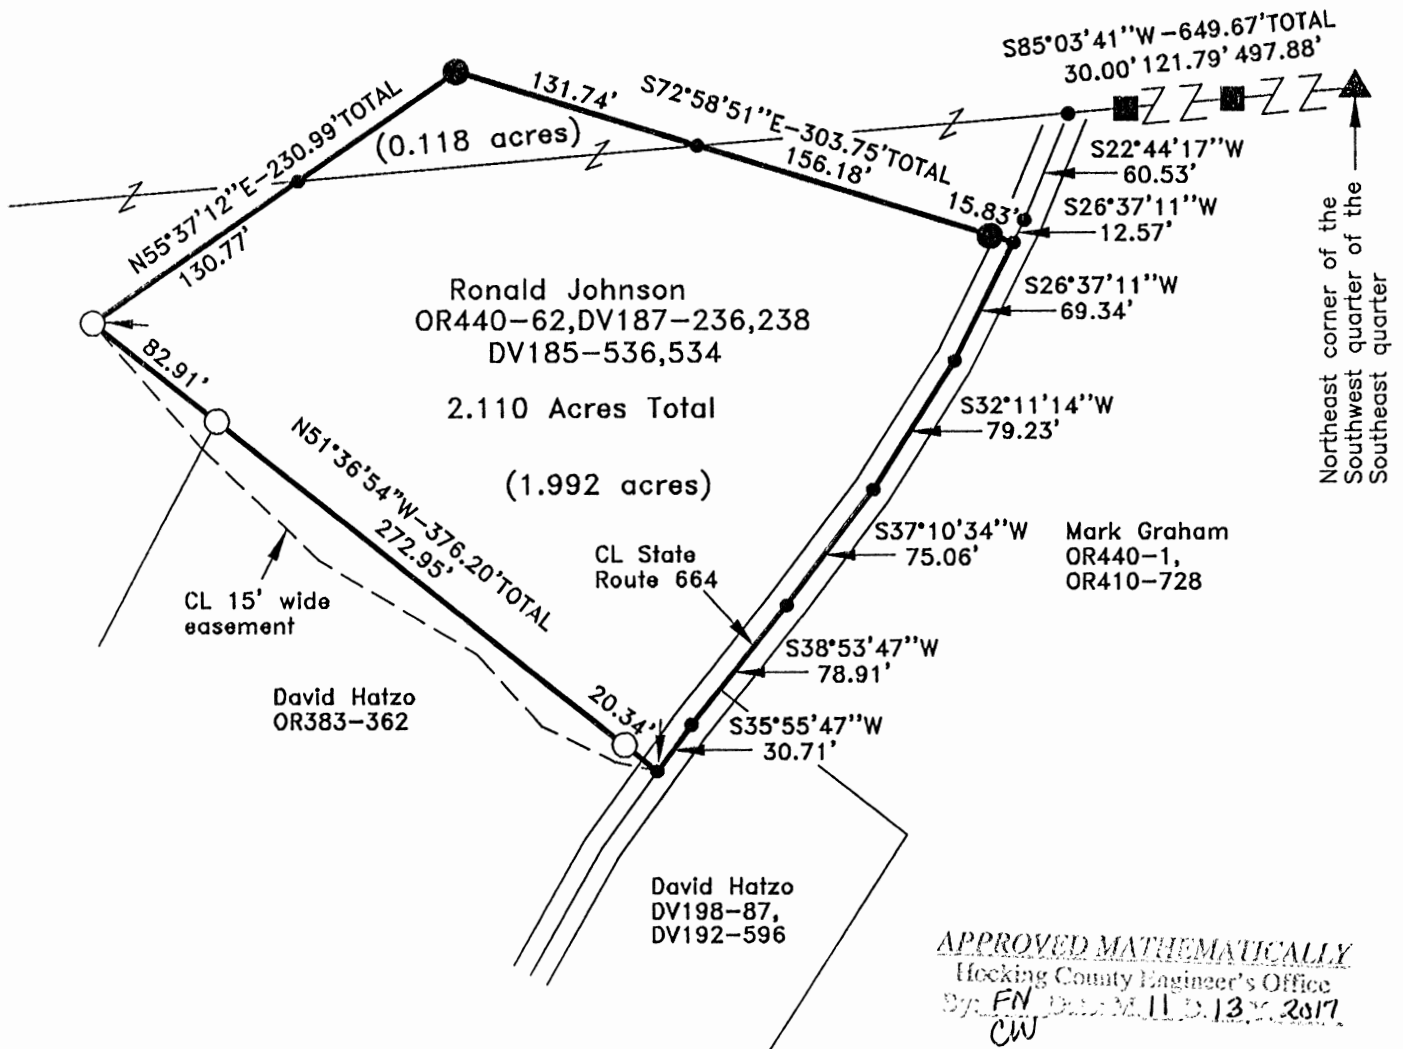 S85°03'41"W-649.67'TOTAL
30.00' 121.79' 497.88'
131.74'
S72°58'51"E-303.75'TOTAL
156.18'
15.83'
(0.118 acres)
N55°37'12"E-230.99'TOTAL
130.77'
S22°44'17"W
60.53'
S26°37'11"W
12.57'
S26°37'11"W
69.34'
Northeast corner of the
Southwest quarter of the
Southeast quarter
Ronald Johnson
OR440-62,DV187-236,238
DV185-536,534
2.110 Acres Total
(1.992 acres)
82.91'
N51°36'54"W-376.20'TOTAL
272.95'
20.34'
S32°11'14"W
79.23'
S37°10'34"W
75.06'
Mark Graham
OR440-1,
OR410-728
CL State
Route 664
CL 15' wide
easement
S38°53'47"W
78.91'
S35°55'47"W
30.71'
David Hatzo
OR383-362
David Hatzo
DV198-87,
DV192-596
APPROVED MATHEMATICALLY
Hocking County Engineer's Office
By: FN Date: M. 11 D. 13 Y. 2017
CW